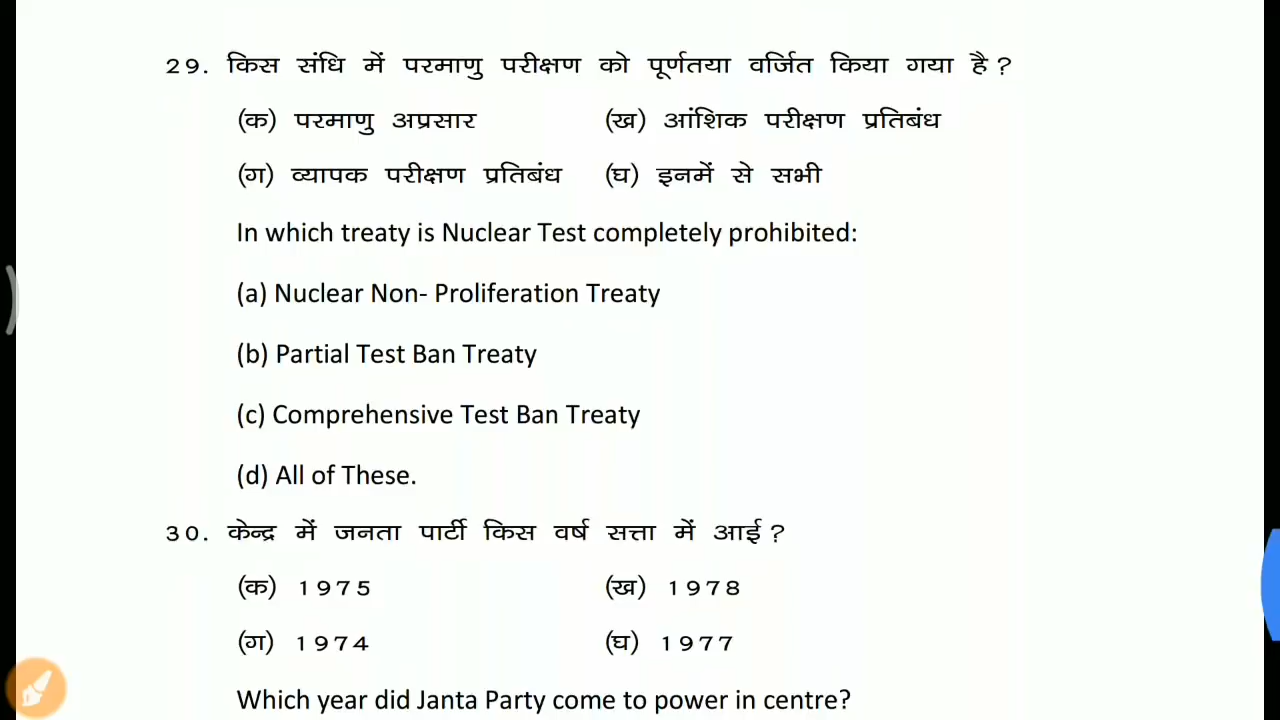 29. किस संधि में परमाणु परीक्षण को पूर्णतया वर्जित किया गया है ?
(क) परमाणु अप्रसार (ख) आंशिक परीक्षण प्रतिबंध
(ग) व्यापक परीक्षण प्रतिबंध (घ) इनमें से सभी
In which treaty is Nuclear Test completely prohibited:
(a) Nuclear Non- Proliferation Treaty
(b) Partial Test Ban Treaty
(c) Comprehensive Test Ban Treaty
(d) All of These.
30. केन्द्र में जनता पार्टी किस वर्ष सत्ता में आई ?
(क) 1975 (ख) 1978
(ग) 1974 (घ) 1977
Which year did Janta Party come to power in centre?